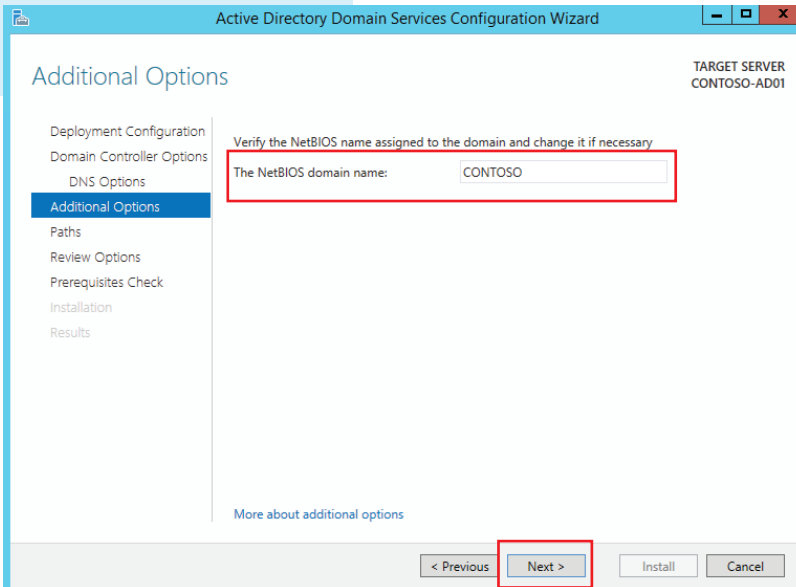 Active Directory Domain Services Configuration Wizard
Additional Options
TARGET SERVER
CONTOSO-AD01
Deployment Configuration
Domain Controller Options
DNS Options
Additional Options
Paths
Review Options
Prerequisites Check
Installation
Results
Verify the NetBIOS name assigned to the domain and change it if necessary
The NetBIOS domain name: CONTOSO
More about additional options
< Previous Next > Install Cancel